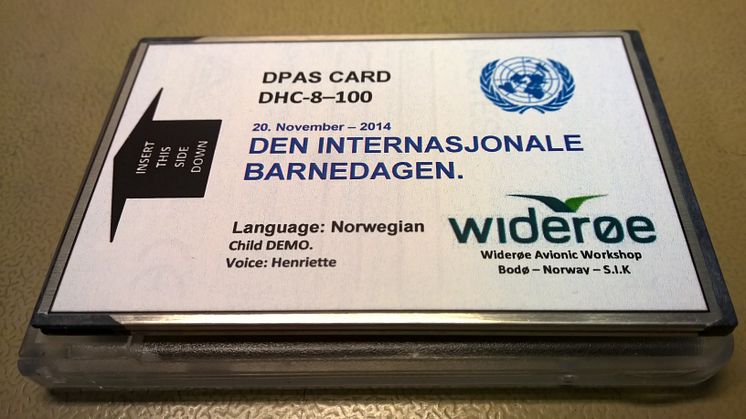 DPAS CARD
DHC-8–100
INSERT
THIS
SIDE
DOWN
20. November – 2014
DEN INTERNASJONALE
BARNEDAGEN.
Language: Norwegian
Child DEMO.
Voice: Henriette
widerøe
Widerøe Avionic Workshop
Bodø – Norway – S.I.K